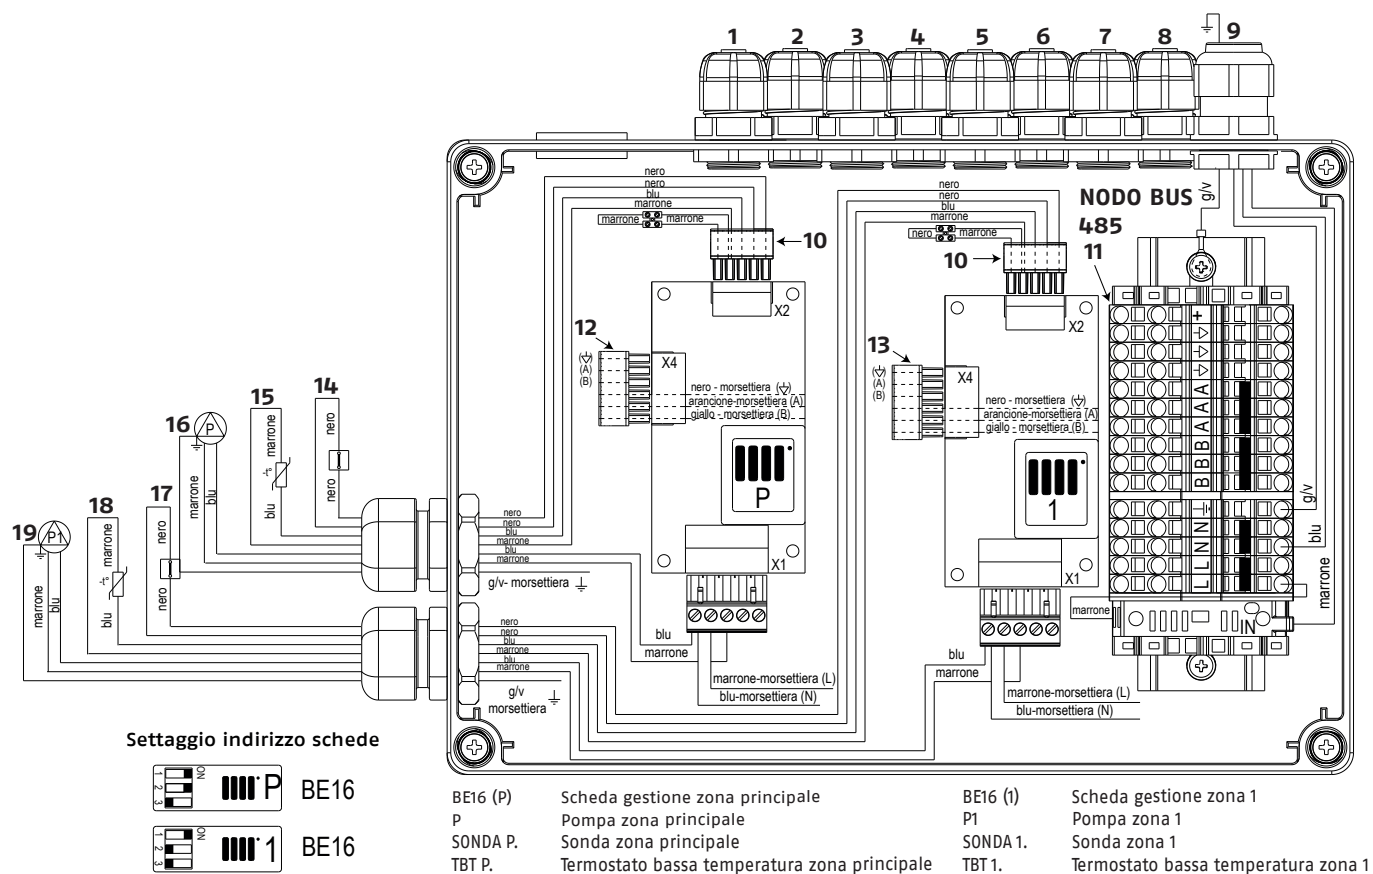 1 2 3 4 5 6 7 8 9
nero
nero
blu
marrone
marrone
marrone
10
X2
nero
nero
blu
marrone
nero
marrone
10
X2
g/v
NODO BUS
485
11
12
(A)
(B)
X4
nero - morsettiera
arancione-morsettiera (A)
giallo - morsettiera (B)
P
X1
13
(A)
(B)
X4
nero - morsettiera
arancione-morsettiera (A)
giallo - morsettiera (B)
1
X1
+
A
A
A
B
B
B
N
N
L
L
IN
g/v
blu
marrone
marrone
14
nero
nero
15
marrone
-t°
blu
16
P
marrone
blu
17
nero
nero
18
marrone
-t°
blu
19
P1
marrone
blu
nero
nero
blu
marrone
blu
marrone
g/v- morsettiera
nero
nero
blu
marrone
blu
marrone
g/v
morsettiera
blu
marrone
marrone-morsettiera (L)
blu-morsettiera (N)
blu
marrone
marrone-morsettiera (L)
blu-morsettiera (N)
Settaggio indirizzo schede
1 2 3 ON P BE16
1 2 3 ON 1 BE16
BE16 (P) Scheda gestione zona principale
P Pompa zona principale
SONDA P. Sonda zona principale
TBT P. Termostato bassa temperatura zona principale
BE16 (1) Scheda gestione zona 1
P1 Pompa zona 1
SONDA 1. Sonda zona 1
TBT 1. Termostato bassa temperatura zona 1